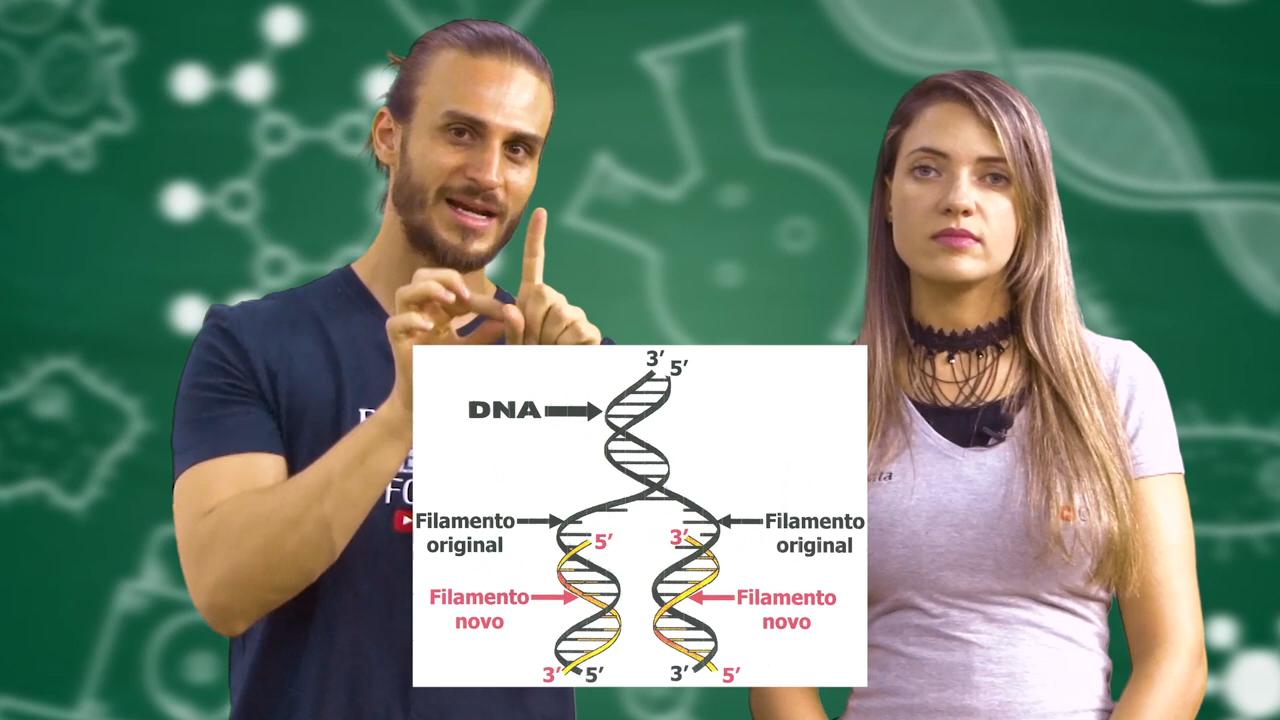 3’ 5’
DNA
Filamento
original
Filamento
original
5’
3’
Filamento
novo
Filamento
novo
3’ 5’
3’ 5’